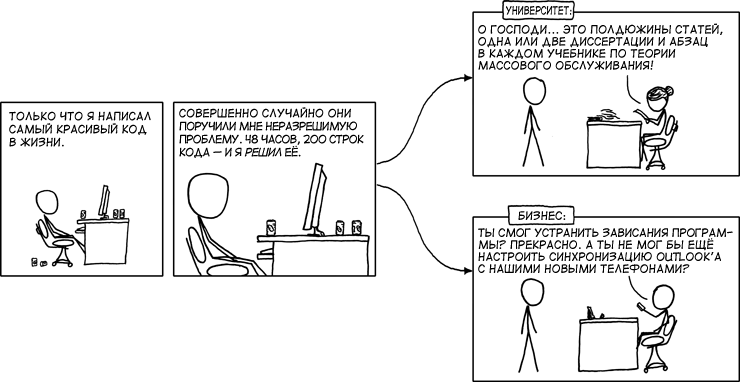 ТОЛЬКО ЧТО Я НАПИСАЛ
САМЫЙ КРАСИВЫЙ КОД
В ЖИЗНИ.
СОВЕРШЕННО СЛУЧАЙНО ОНИ
ПОРУЧИЛИ МНЕ НЕРАЗРЕШИМУЮ
ПРОБЛЕМУ. 48 ЧАСОВ, 200 СТРОК
КОДА — И Я РЕШИЛ ЕЁ.
УНИВЕРСИТЕТ:
О ГОСПОДИ... ЭТО ПОЛДЮЖИНЫ СТАТЕЙ,
ОДНА ИЛИ ДВЕ ДИССЕРТАЦИИ И АБЗАЦ
В КАЖДОМ УЧЕБНИКЕ ПО ТЕОРИИ
МАССОВОГО ОБСЛУЖИВАНИЯ!
БИЗНЕС:
ТЫ СМОГ УСТРАНИТЬ ЗАВИСАНИЯ ПРОГРАМ-
МЫ? ПРЕКРАСНО. А ТЫ НЕ МОГ БЫ ЕЩЁ
НАСТРОИТЬ СИНХРОНИЗАЦИЮ OUTLOOK'А
С НАШИМИ НОВЫМИ ТЕЛЕФОНАМИ?